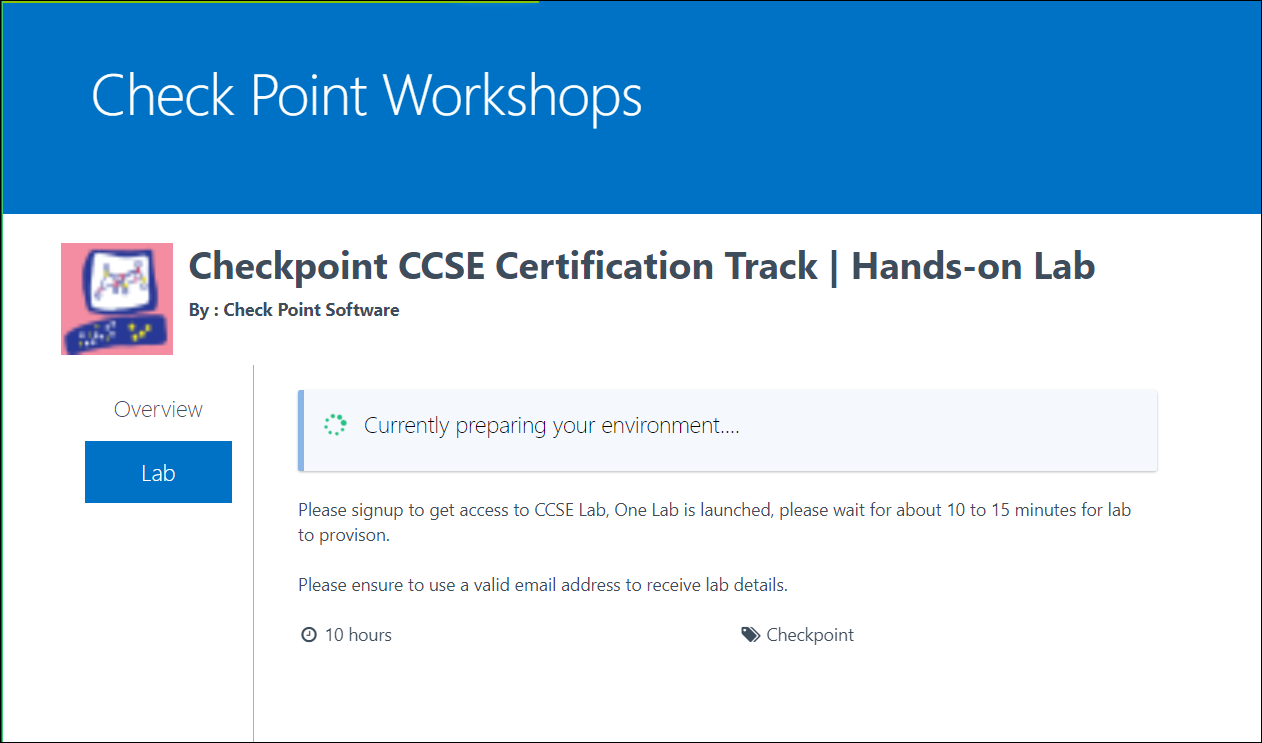 Check Point Workshops
Checkpoint CCSE Certification Track | Hands-on Lab
By : Check Point Software
Overview
Lab
Currently preparing your environment....
Please signup to get access to CCSE Lab, One Lab is launched, please wait for about 10 to 15 minutes for lab
to provison.
Please ensure to use a valid email address to receive lab details.
10 hours
Checkpoint